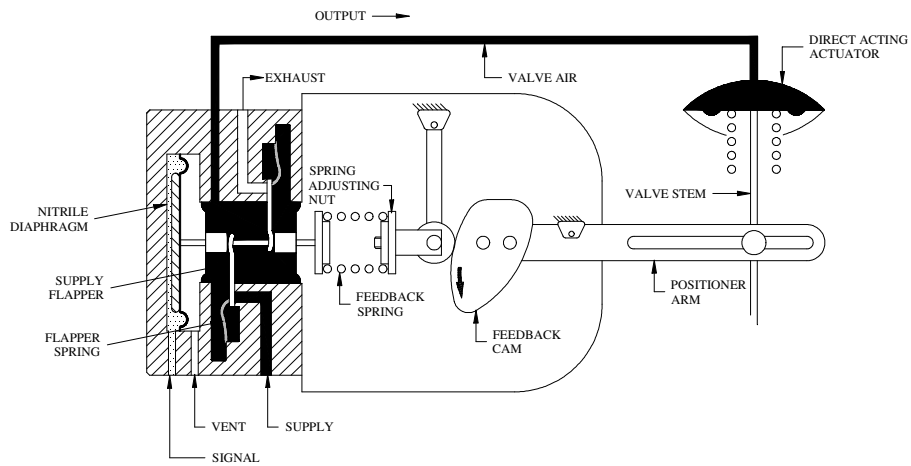 OUTPUT
DIRECT ACTING
ACTUATOR
EXHAUST
VALVE AIR
SPRING
ADJUSTING
NUT
VALVE STEM
NITRILE
DIAPHRAGM
SUPPLY
FLAPPER
FEEDBACK
SPRING
POSITIONER
ARM
FLAPPER
SPRING
FEEDBACK
CAM
VENT
SUPPLY
SIGNAL